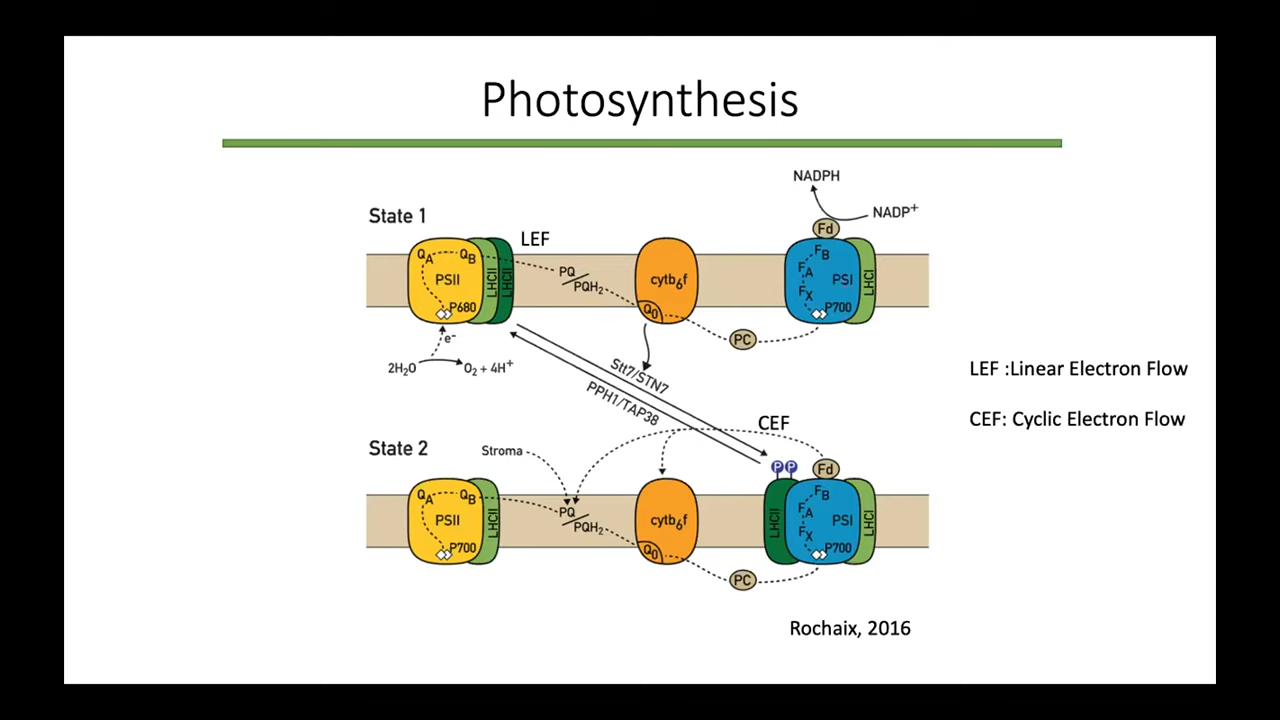 Photosynthesis
NADPH
NADP+
State 1
LEF
Fd
QA QB
PSII
LHCII
LHCII
P680
PQ
PQH2
cytb6f
Q0
FB
FA
FX
PSI
LHCI
P700
PC
e-
2H2O
O2 + 4H+
Stt7/STN7
PPH1/TAP38
LEF :Linear Electron Flow
CEF: Cyclic Electron Flow
CEF
State 2
Stroma
P P
Fd
QA QB
PSII
LHCII
P700
PQ
PQH2
cytb6f
Q0
LHCII
FB
FA
FX
PSI
LHCI
P700
PC
Rochaix, 2016